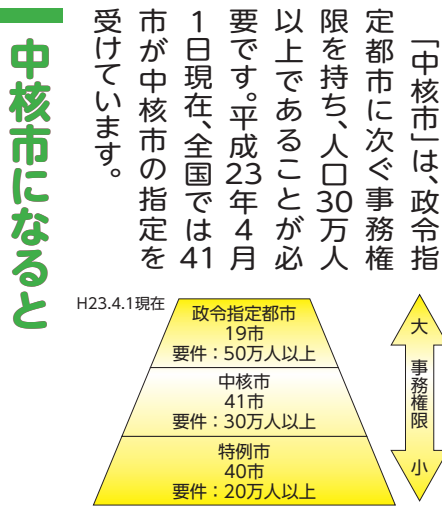 「中核市」は、政令指
定都市に次ぐ事務権
限を持ち、人口30万人
以上であることが必
要です。平成23年４月
１日現在、全国では41
市が中核市の指定を
受けています。
中核市になると
H23.4.1現在
政令指定都市
19市
要件：50万人以上
中核市
41市
要件：30万人以上
特例市
40市
要件：20万人以上
大
事務権限
小